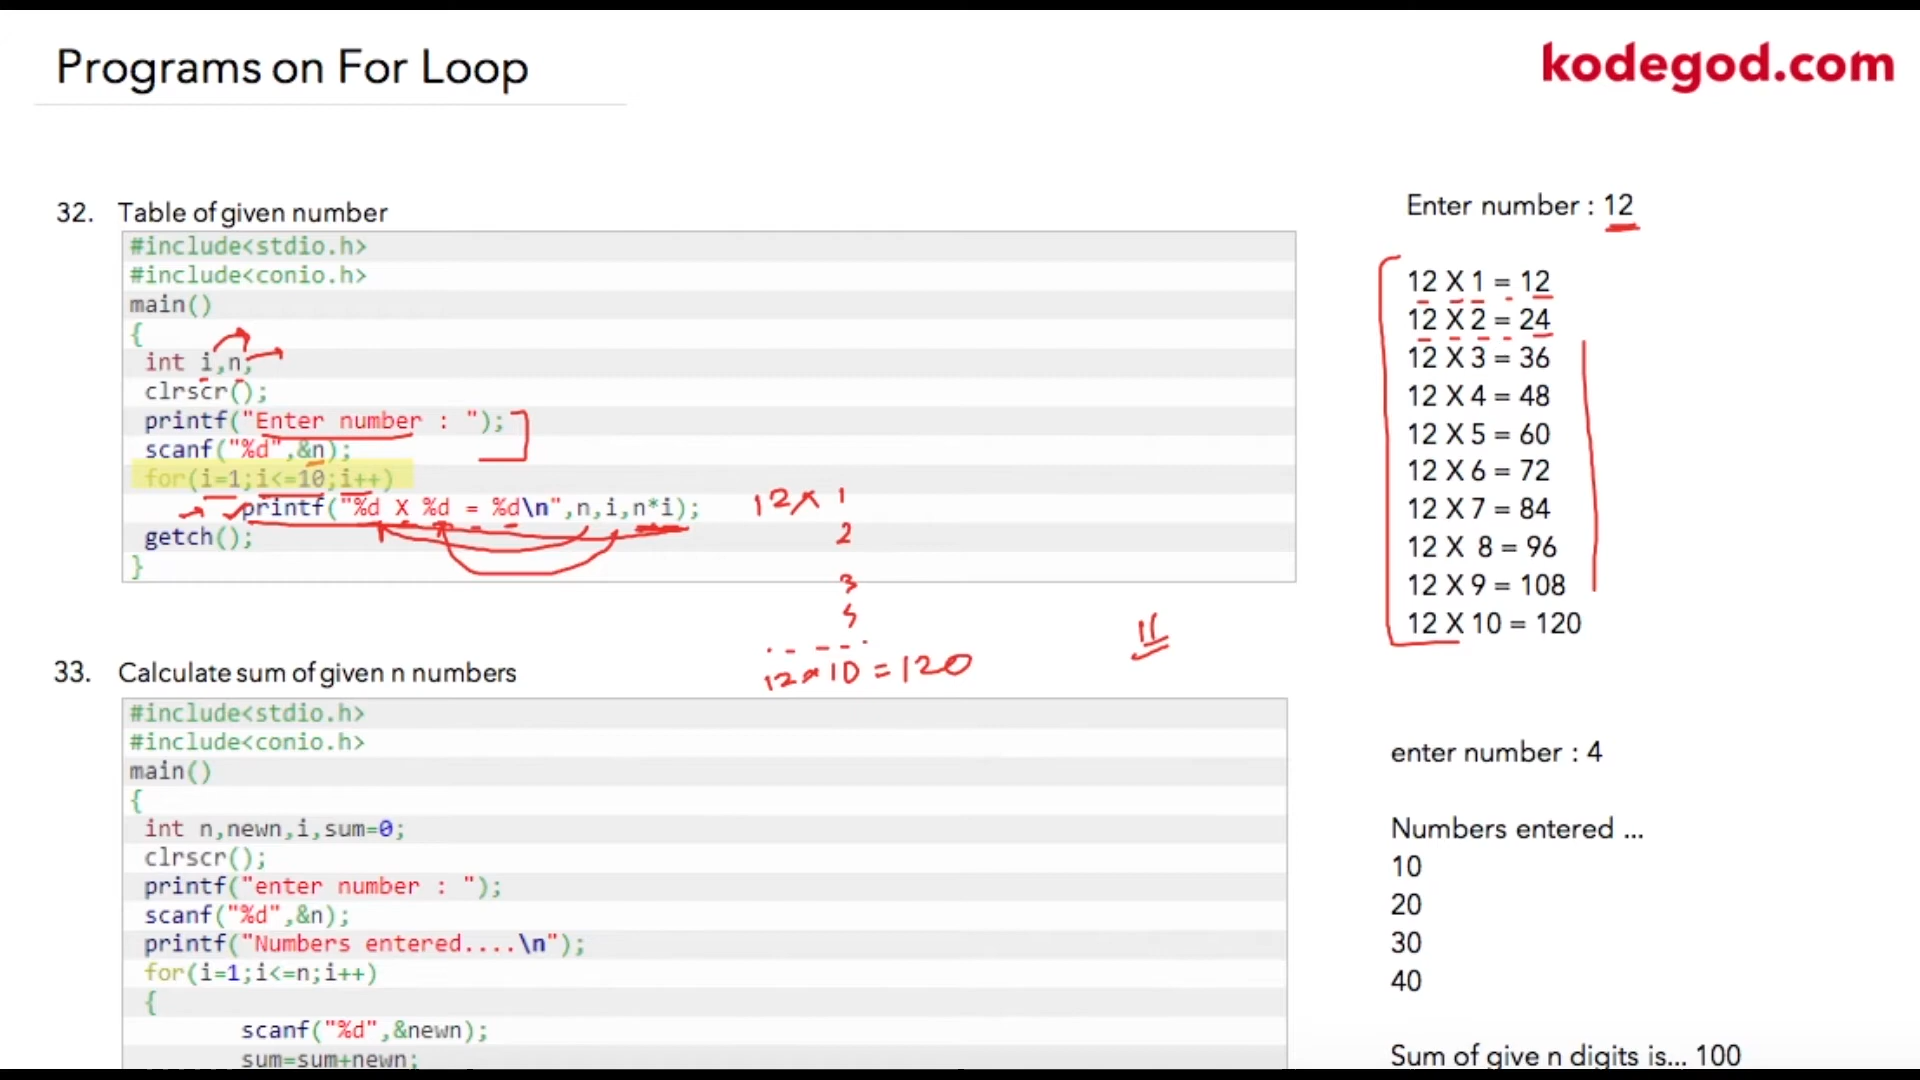 Programs on For Loop
kodegod.com
32. Table of given number
#include<stdio.h>
#include<conio.h>
main()
{
int i,n;
clrscr();
printf("Enter number : ");
scanf("%d",&n);
for(i=1;i<=10;i++)
printf("%d X %d = %d\n",n,i,n*i);
getch();
}
12 X 1
2
3
12 x 10 = 120
11
Enter number : 12
12 X 1 = 12
12 X 2 = 24
12 X 3 = 36
12 X 4 = 48
12 X 5 = 60
12 X 6 = 72
12 X 7 = 84
12 X 8 = 96
12 X 9 = 108
12 X 10 = 120
33. Calculate sum of given n numbers
#include<stdio.h>
#include<conio.h>
main()
{
int n,newn,i,sum=0;
clrscr();
printf("enter number : ");
scanf("%d",&n);
printf("Numbers entered....\n");
for(i=1;i<=n;i++)
{
scanf("%d",&newn);
sum=sum+newn;
enter number : 4
Numbers entered ...
10
20
30
40
Sum of give n digits is... 100